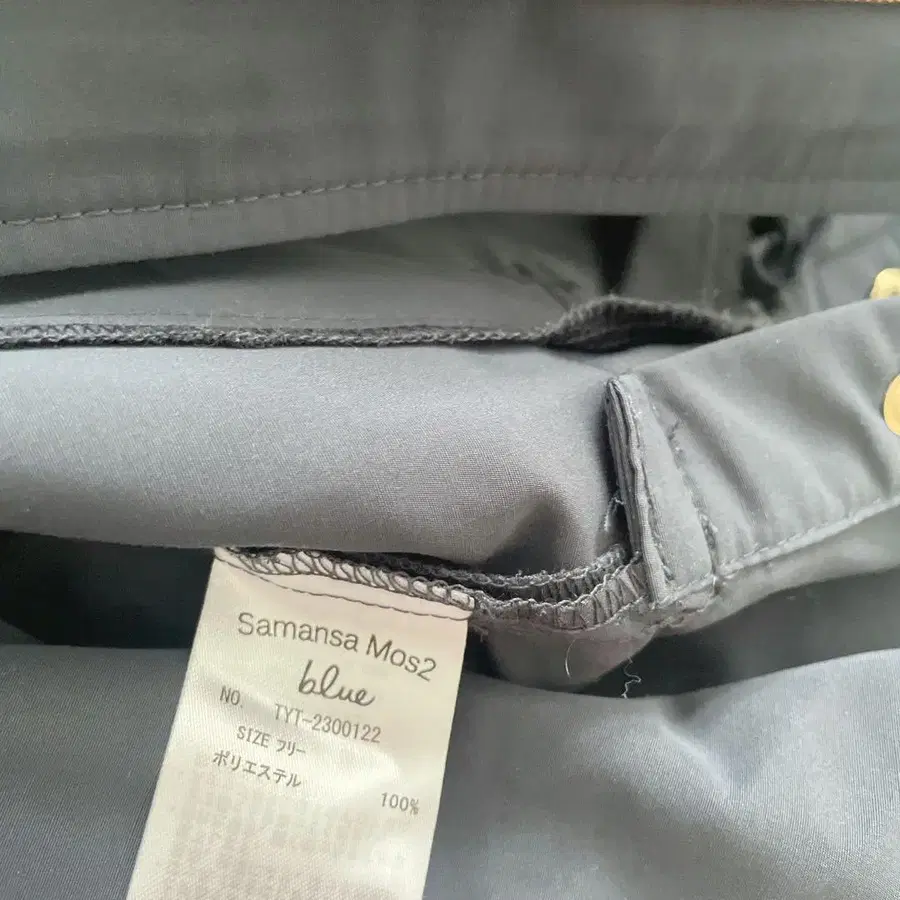 Samansa Mos2
blue
NO. TYT-2300122
SIZE フリー
ポリエステル
100%